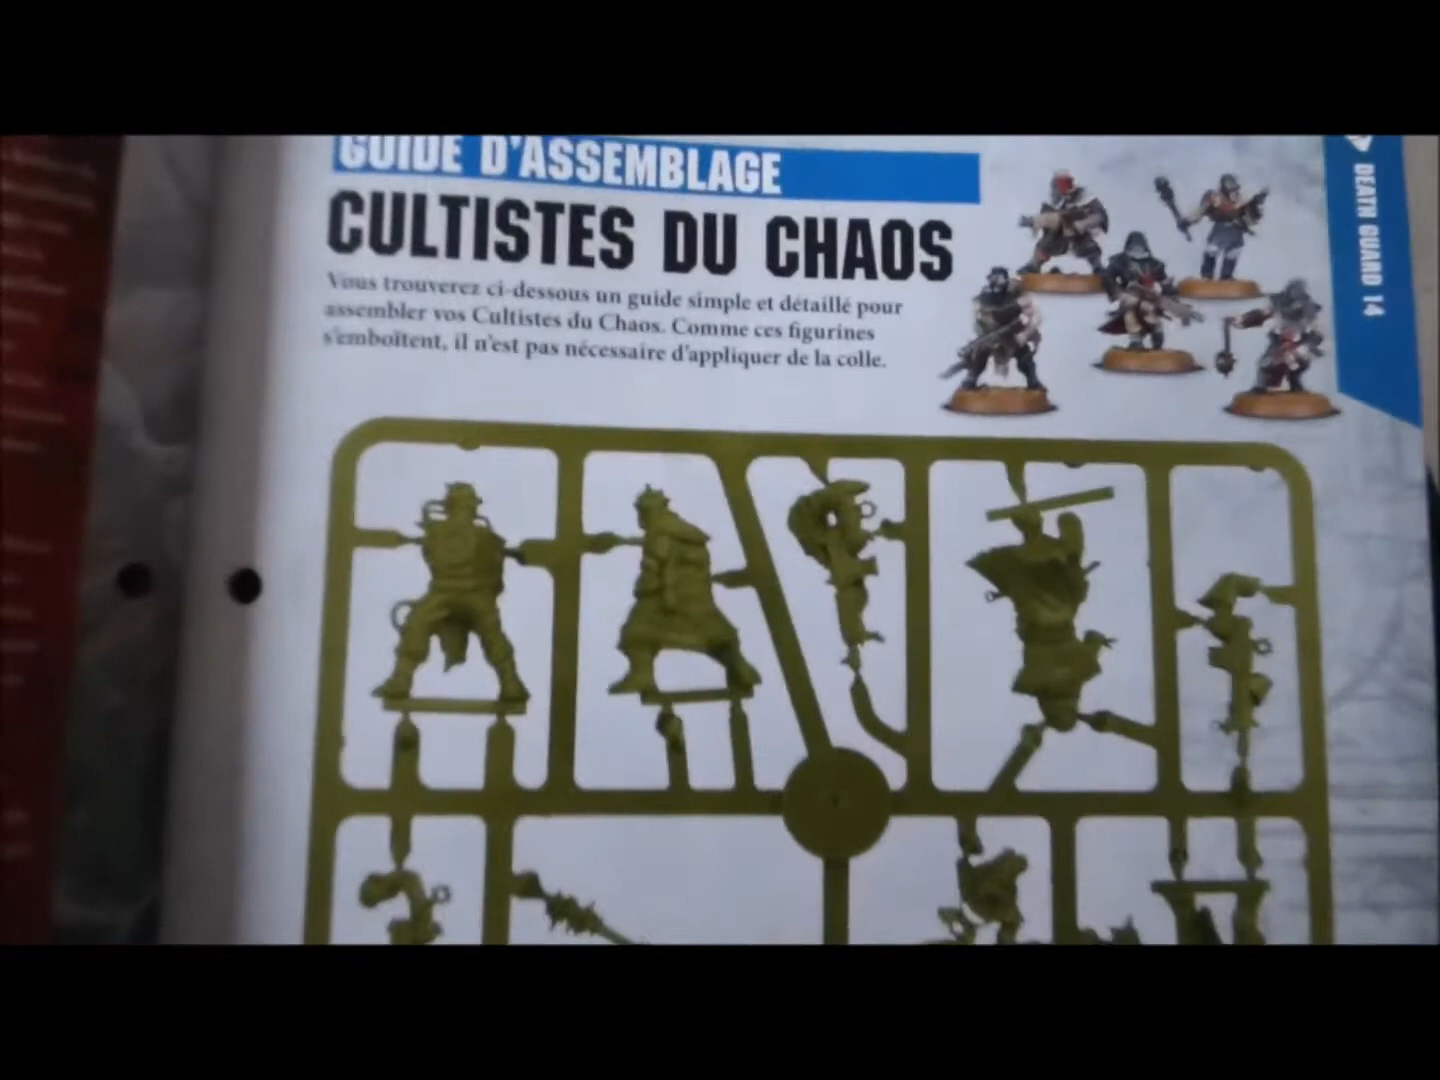 GUIDE D'ASSEMBLAGE
CULTISTES DU CHAOS
Vous trouverez ci-dessous un guide simple et détaillé pour
assembler vos Cultistes du Chaos. Comme ces figurines
s'emboîtent, il n'est pas nécessaire d'appliquer de la colle.
DEATH GUARD 14